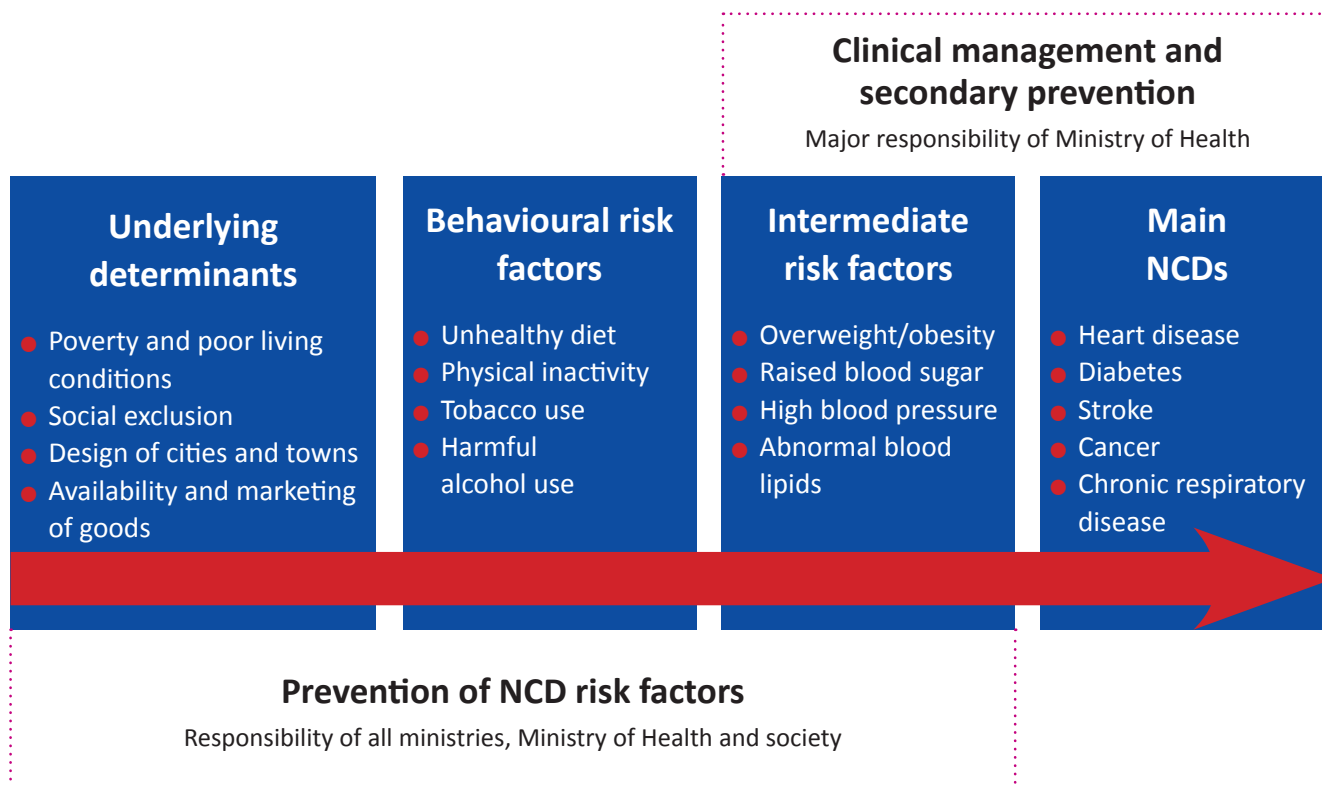 Clinical management and
secondary prevention
Major responsibility of Ministry of Health
Underlying
determinants
Poverty and poor living
conditions
Social exclusion
Design of cities and towns
Availability and marketing
of goods
Behavioural risk
factors
Unhealthy diet
Physical inactivity
Tobacco use
Harmful
alcohol use
Intermediate
risk factors
Overweight/obesity
Raised blood sugar
High blood pressure
Abnormal blood
lipids
Main
NCDs
Heart disease
Diabetes
Stroke
Cancer
Chronic respiratory
disease
Prevention of NCD risk factors
Responsibility of all ministries, Ministry of Health and society